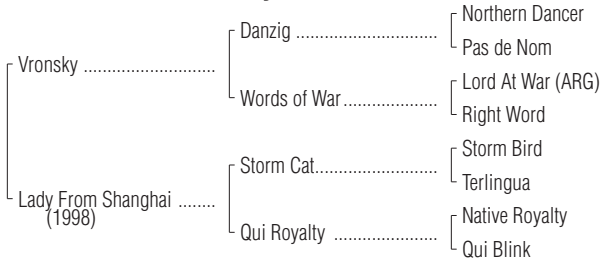 Northern Dancer
Danzig ................................
Pas de Nom
Vronsky ...........................
Lord At War (ARG)
Words of War.....................
Right Word
Storm Bird
Storm Cat...........................
Terlingua
Lady From Shanghai ........
(1998)
Native Royalty
Qui Royalty .......................
Qui Blink